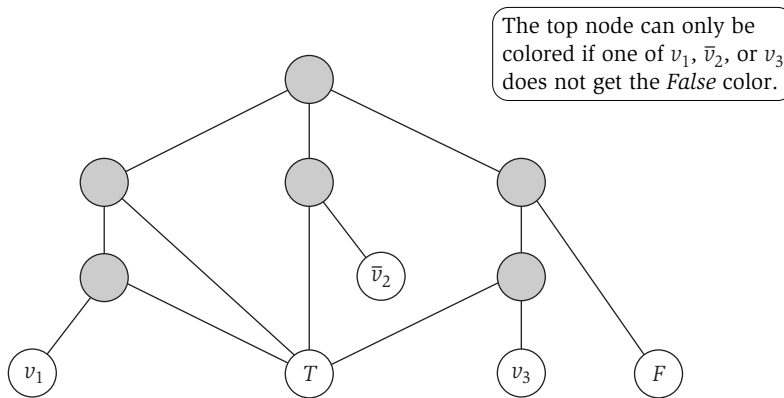 The top node can only be
colored if one of v₁, v̄₂, or v₃
does not get the False color.
v̄₂
v₁
T
v₃
F